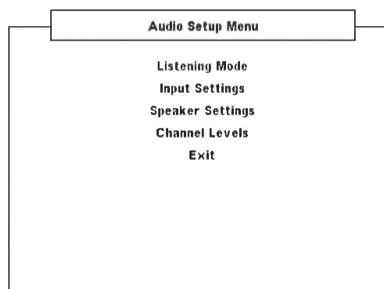 Audio Setup Menu
Listening Mode
Input Settings
Speaker Settings
Channel Levels
Exit